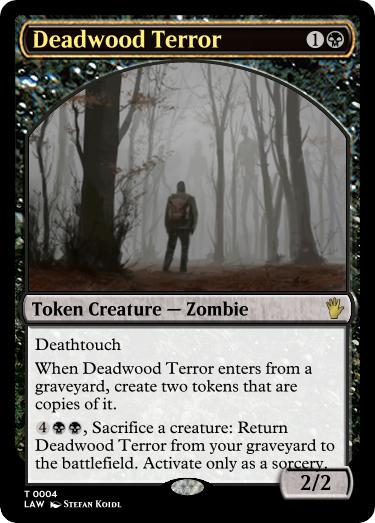 Deadwood Terror 1
Token Creature — Zombie
Deathtouch
When Deadwood Terror enters from a
graveyard, create two tokens that are
copies of it.
4, Sacrifice a creature: Return
Deadwood Terror from your graveyard to
the battlefield. Activate only as a sorcery.
2/2
T 0004
LAW Stefan Koidl